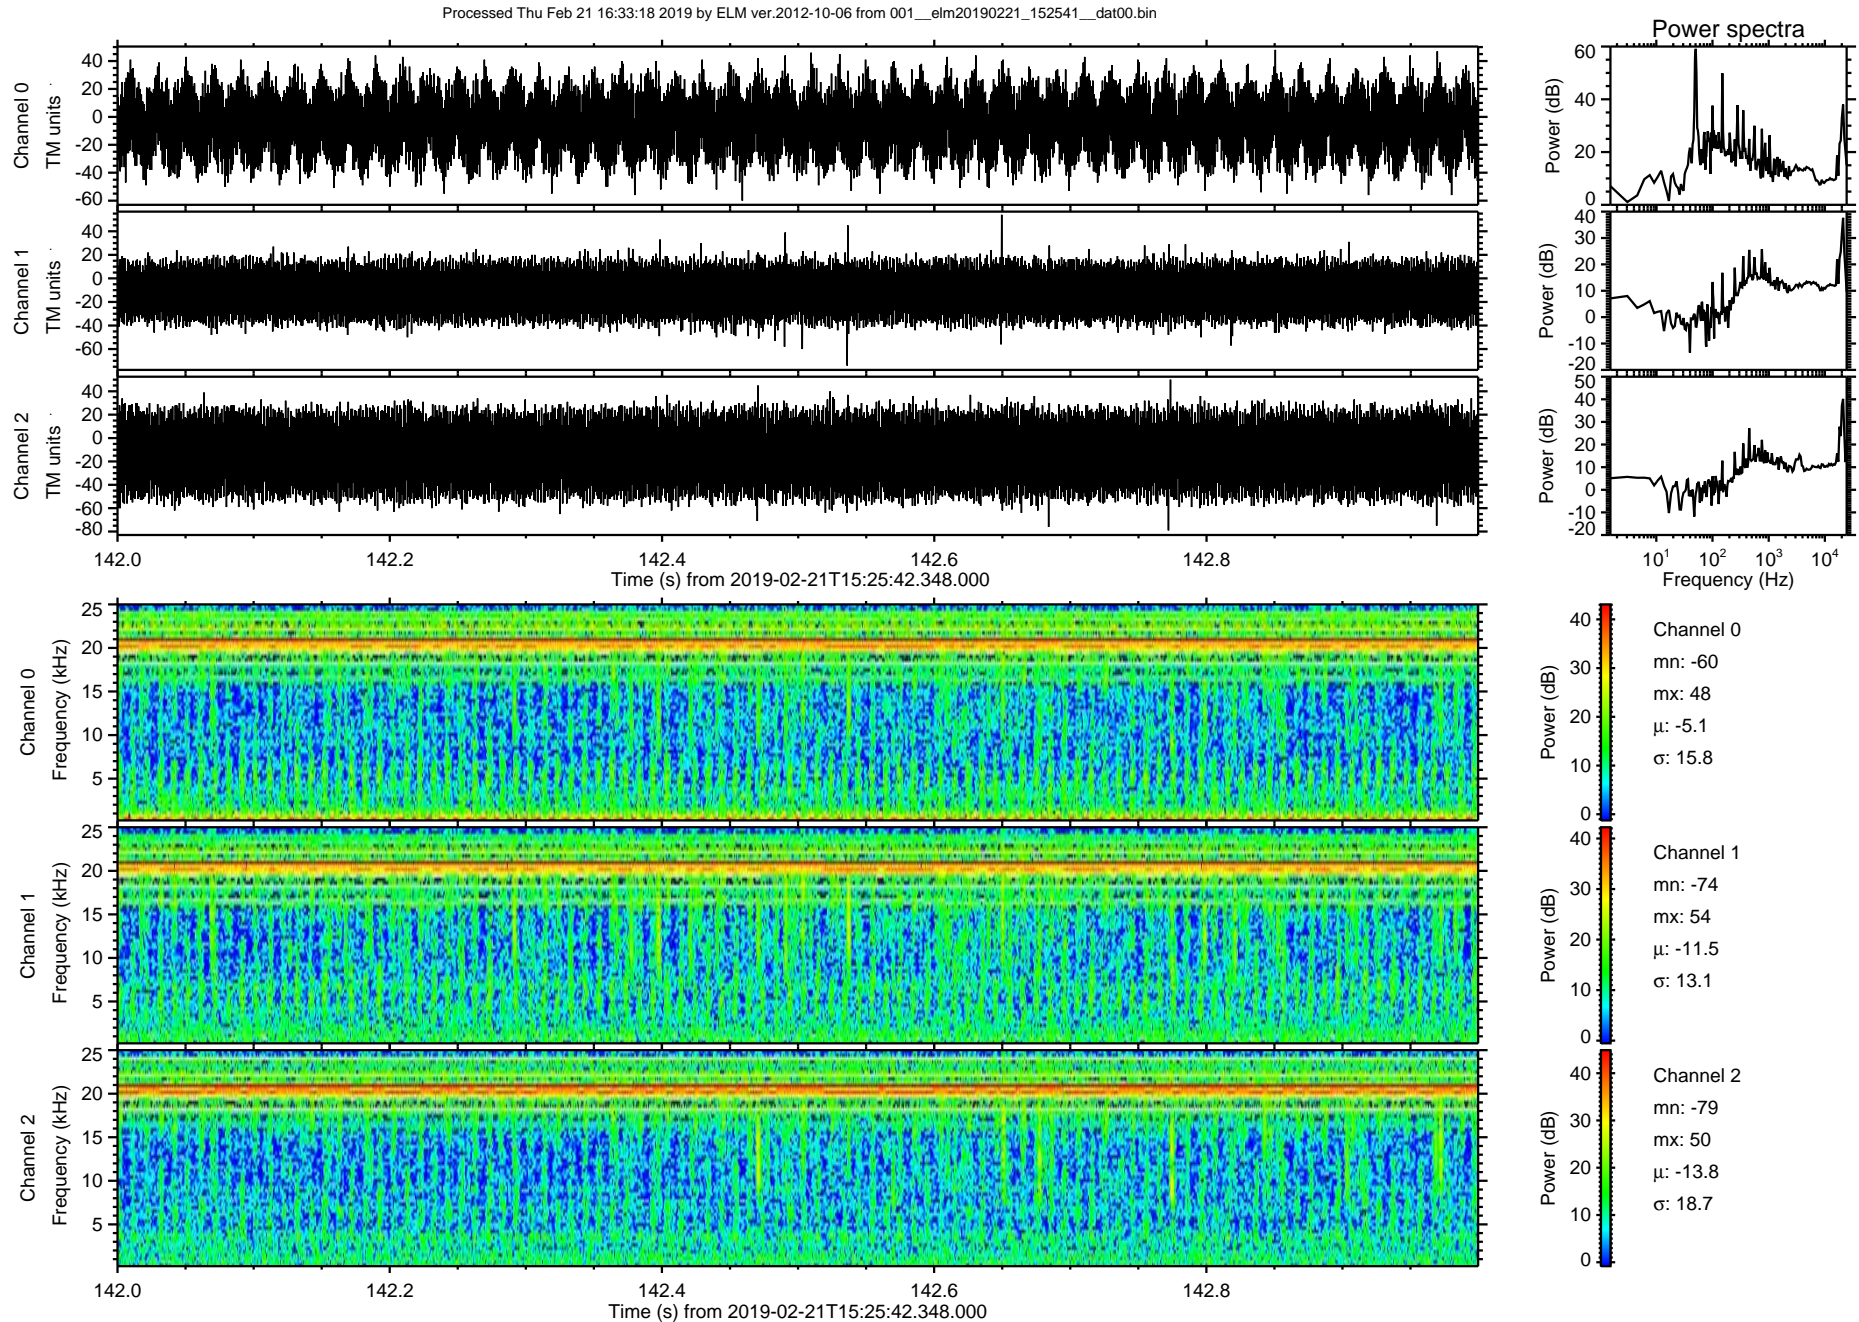 Processed Thu Feb 21 16:33:18 2019 by ELM ver.2012-10-06 from 001__elm20190221_152541__dat00.bin
Power spectra
Channel 0
TM units
40
20
0
-20
-40
-60
Power (dB)
60
40
20
0
Channel 1
TM units
40
20
0
-20
-40
-60
Power (dB)
40
30
20
10
0
-10
-20
Channel 2
TM units
40
20
0
-20
-40
-60
-80
Power (dB)
50
40
30
20
10
0
-10
-20
142.0 142.2 142.4 142.6 142.8
Time (s) from 2019-02-21T15:25:42.348.000
10^1 10^2 10^3 10^4
Frequency (Hz)
Channel 0
Frequency (kHz)
25
20
15
10
5
Power (dB)
40
30
20
10
0
Channel 0
mn: -60
mx: 48
μ: -5.1
σ: 15.8
Channel 1
Frequency (kHz)
25
20
15
10
5
Power (dB)
40
30
20
10
0
Channel 1
mn: -74
mx: 54
μ: -11.5
σ: 13.1
Channel 2
Frequency (kHz)
25
20
15
10
5
Power (dB)
40
30
20
10
0
Channel 2
mn: -79
mx: 50
μ: -13.8
σ: 18.7
142.0 142.2 142.4 142.6 142.8
Time (s) from 2019-02-21T15:25:42.348.000